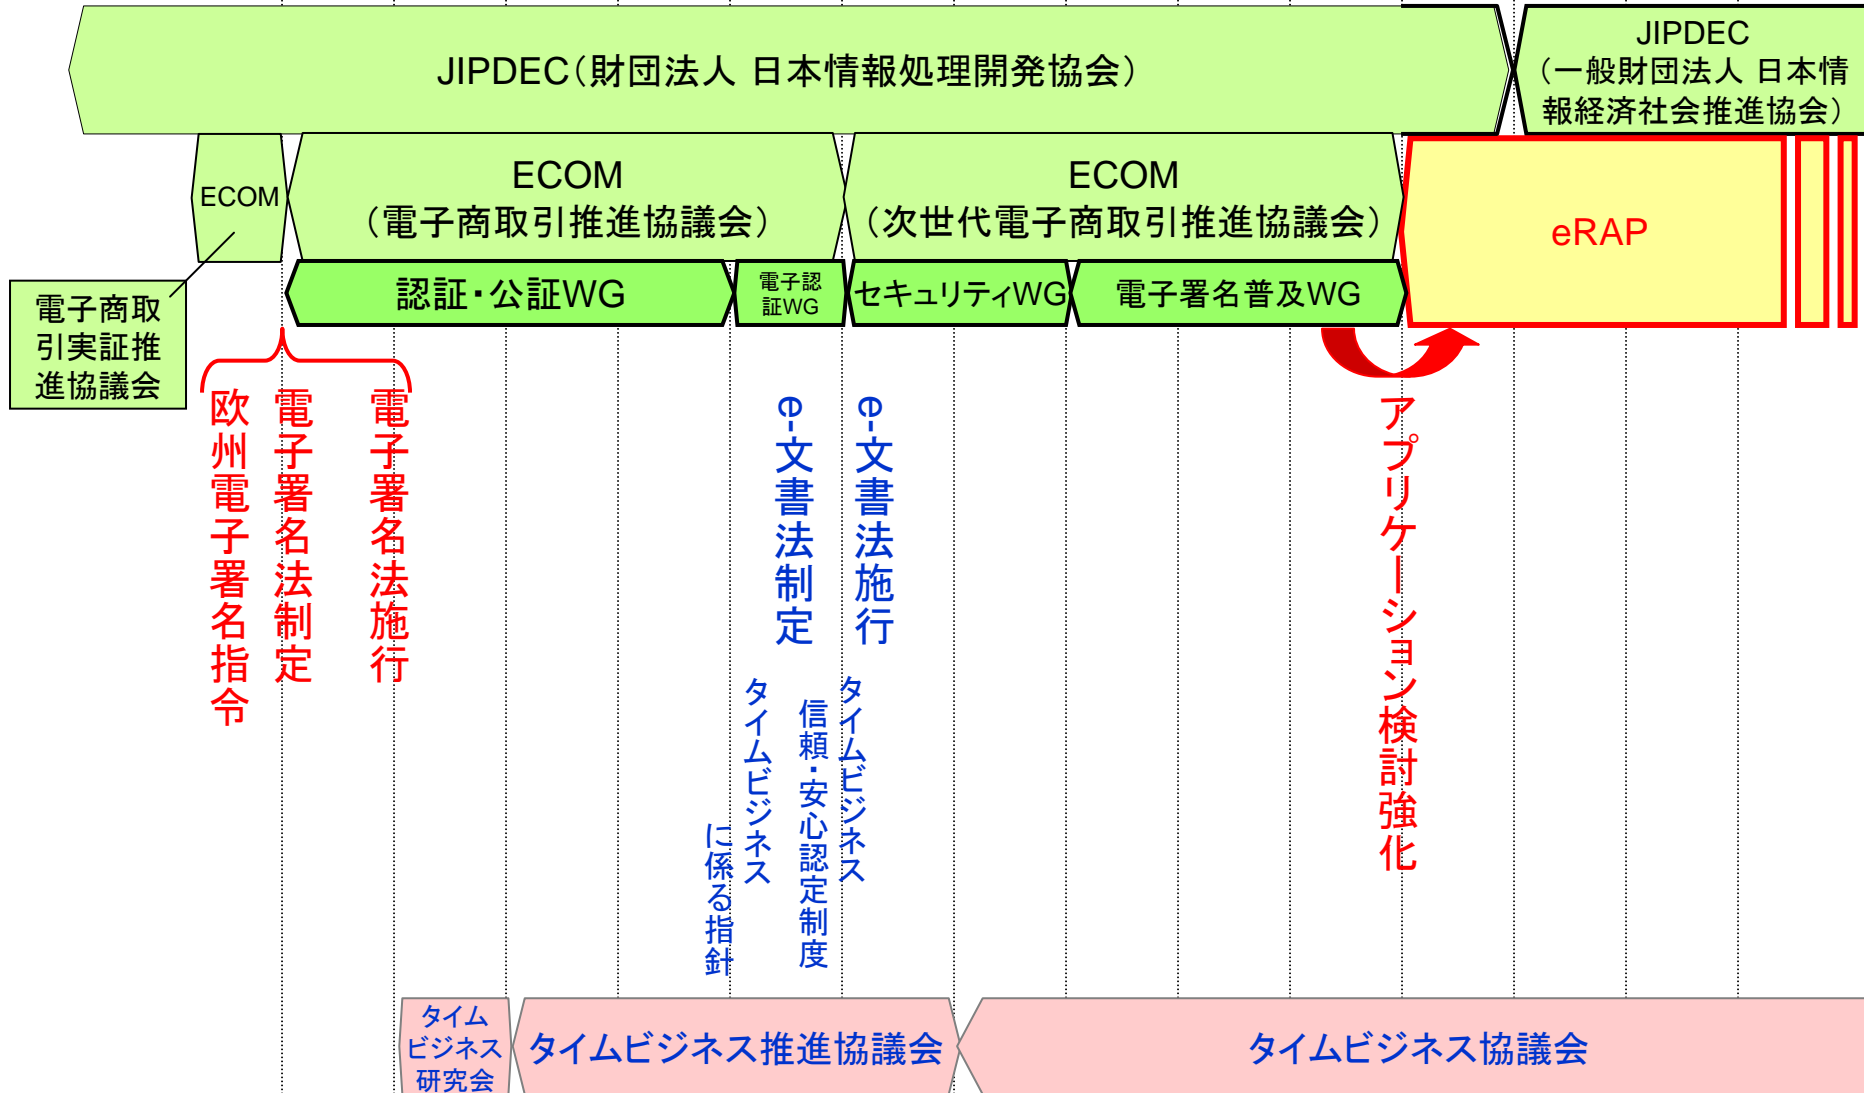 JIPDEC（財団法人 日本情報処理開発協会）
JIPDEC
（一般財団法人 日本情
報経済社会推進協会）
ECOM
ECOM
（電子商取引推進協議会）
ECOM
（次世代電子商取引推進協議会）
eRAP
認証・公証WG
電子認
証WG
セキュリティWG
電子署名普及WG
電子商取
引実証推
進協議会
欧州電子署名指令
電子署名法制定
電子署名法施行
e-文書法制定
e-文書法施行
アプリケーション検討強化
タイムビジネス
に係る指針
タイムビジネス
信頼・安心認定制度
タイム
ビジネス
研究会
タイムビジネス推進協議会
タイムビジネス協議会